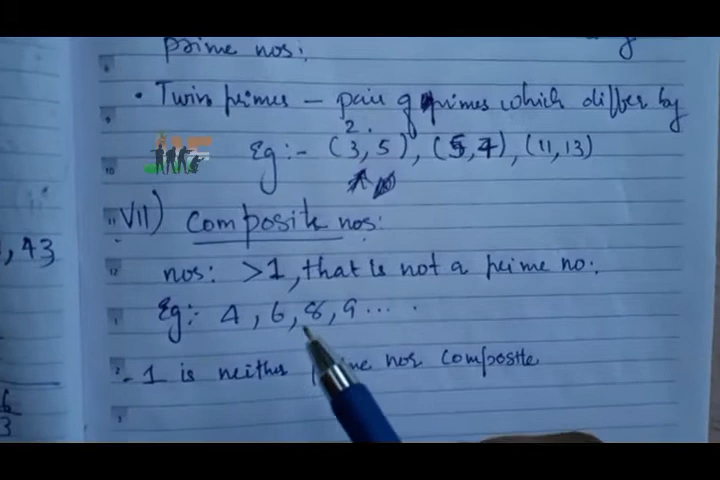 prime nos:
• Twin primes – pair of primes which differ by
2.
Eg:- (3,5), (5,7), (11,13)
VII) Composite nos:
, 43
nos: >1, that is not a prime no:
Eg: 4, 6, 8, 9 ... .
- 1 is neither prime nor composite
6
3